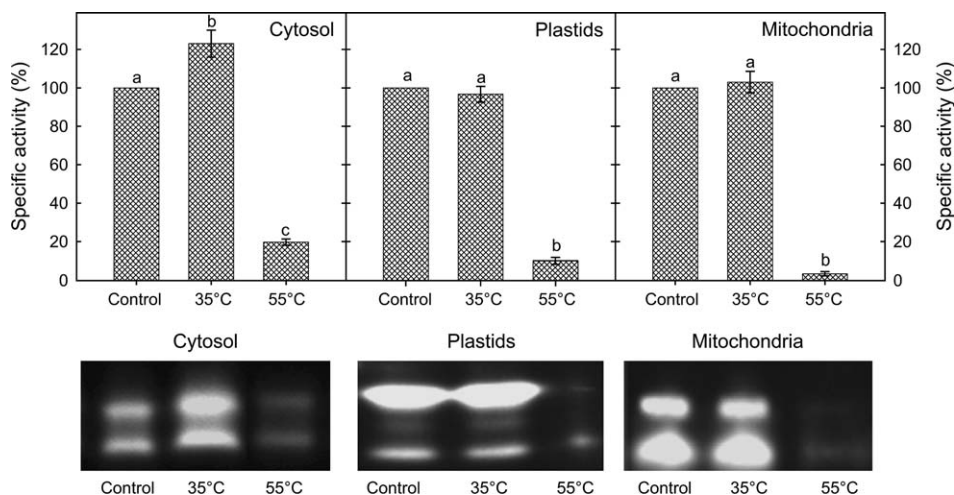 Cytosol Plastids Mitochondria
Specific activity (%)
120
100
80
60
40
20
0
a b c
a a b
a a b
120
100
80
60
40
20
0
Specific activity (%)
Control 35°C 55°C Control 35°C 55°C Control 35°C 55°C
Cytosol Plastids Mitochondria
Control 35°C 55°C Control 35°C 55°C Control 35°C 55°C